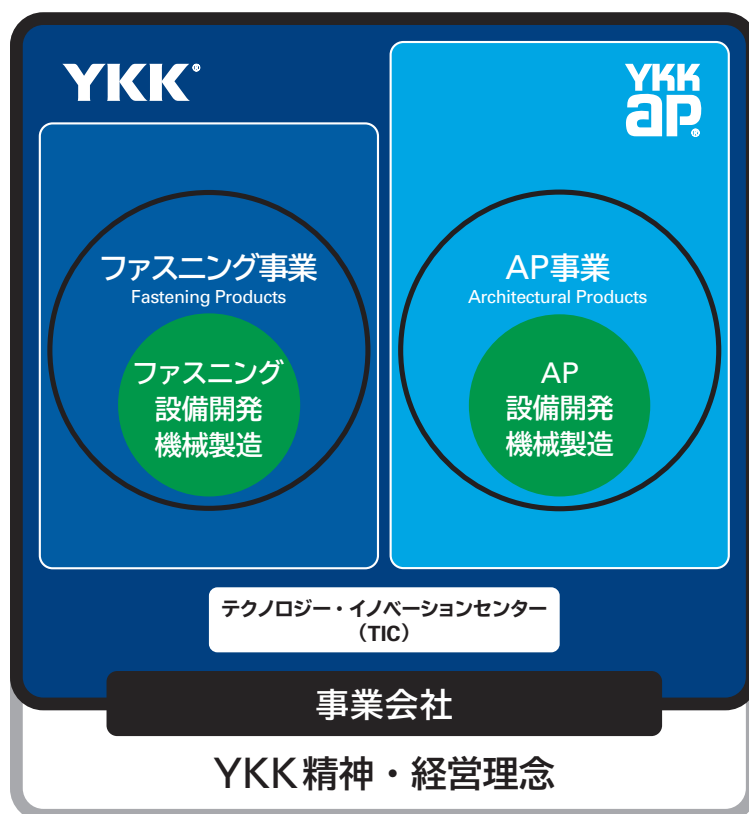 YKK®
YKK
ap®
ファスニング事業
Fastening Products
ファスニング
設備開発
機械製造
AP事業
Architectural Products
AP
設備開発
機械製造
テクノロジー・イノベーションセンター
（TIC）
事業会社
YKK精神・経営理念